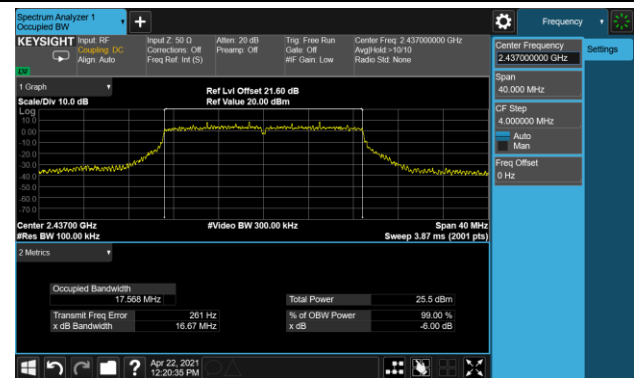 Spectrum Analyzer 1
Occupied BW
Frequency
KEYSIGHT
Input: RF
Coupling: DC
Align: Auto
Input Z: 50 Ω
Corrections: Off
Freq Ref: Int (S)
Atten: 20 dB
Preamp: Off
Trig: Free Run
Gate: Off
#IF Gain: Low
Center Freq: 2.437000000 GHz
Avg|Hold:>10/10
Radio Std: None
Center Frequency
2.437000000 GHz
Settings
Span
40.000 MHz
CF Step
4.000000 MHz
Auto
Man
Freq Offset
0 Hz
1 Graph
Scale/Div 10.0 dB
Ref Lvl Offset 21.60 dB
Ref Value 20.00 dBm
Log
10.0
0.00
-10.0
-20.0
-30.0
-40.0
-50.0
-60.0
-70.0
Center 2.43700 GHz
#Res BW 100.00 kHz
#Video BW 300.00 kHz
Span 40 MHz
Sweep 3.87 ms (2001 pts)
2 Metrics
Occupied Bandwidth
17.568 MHz
Transmit Freq Error 261 Hz
x dB Bandwidth 16.67 MHz
Total Power 25.5 dBm
% of OBW Power 99.00 %
x dB -6.00 dB
?
Apr 22, 2021
12:20:35 PM